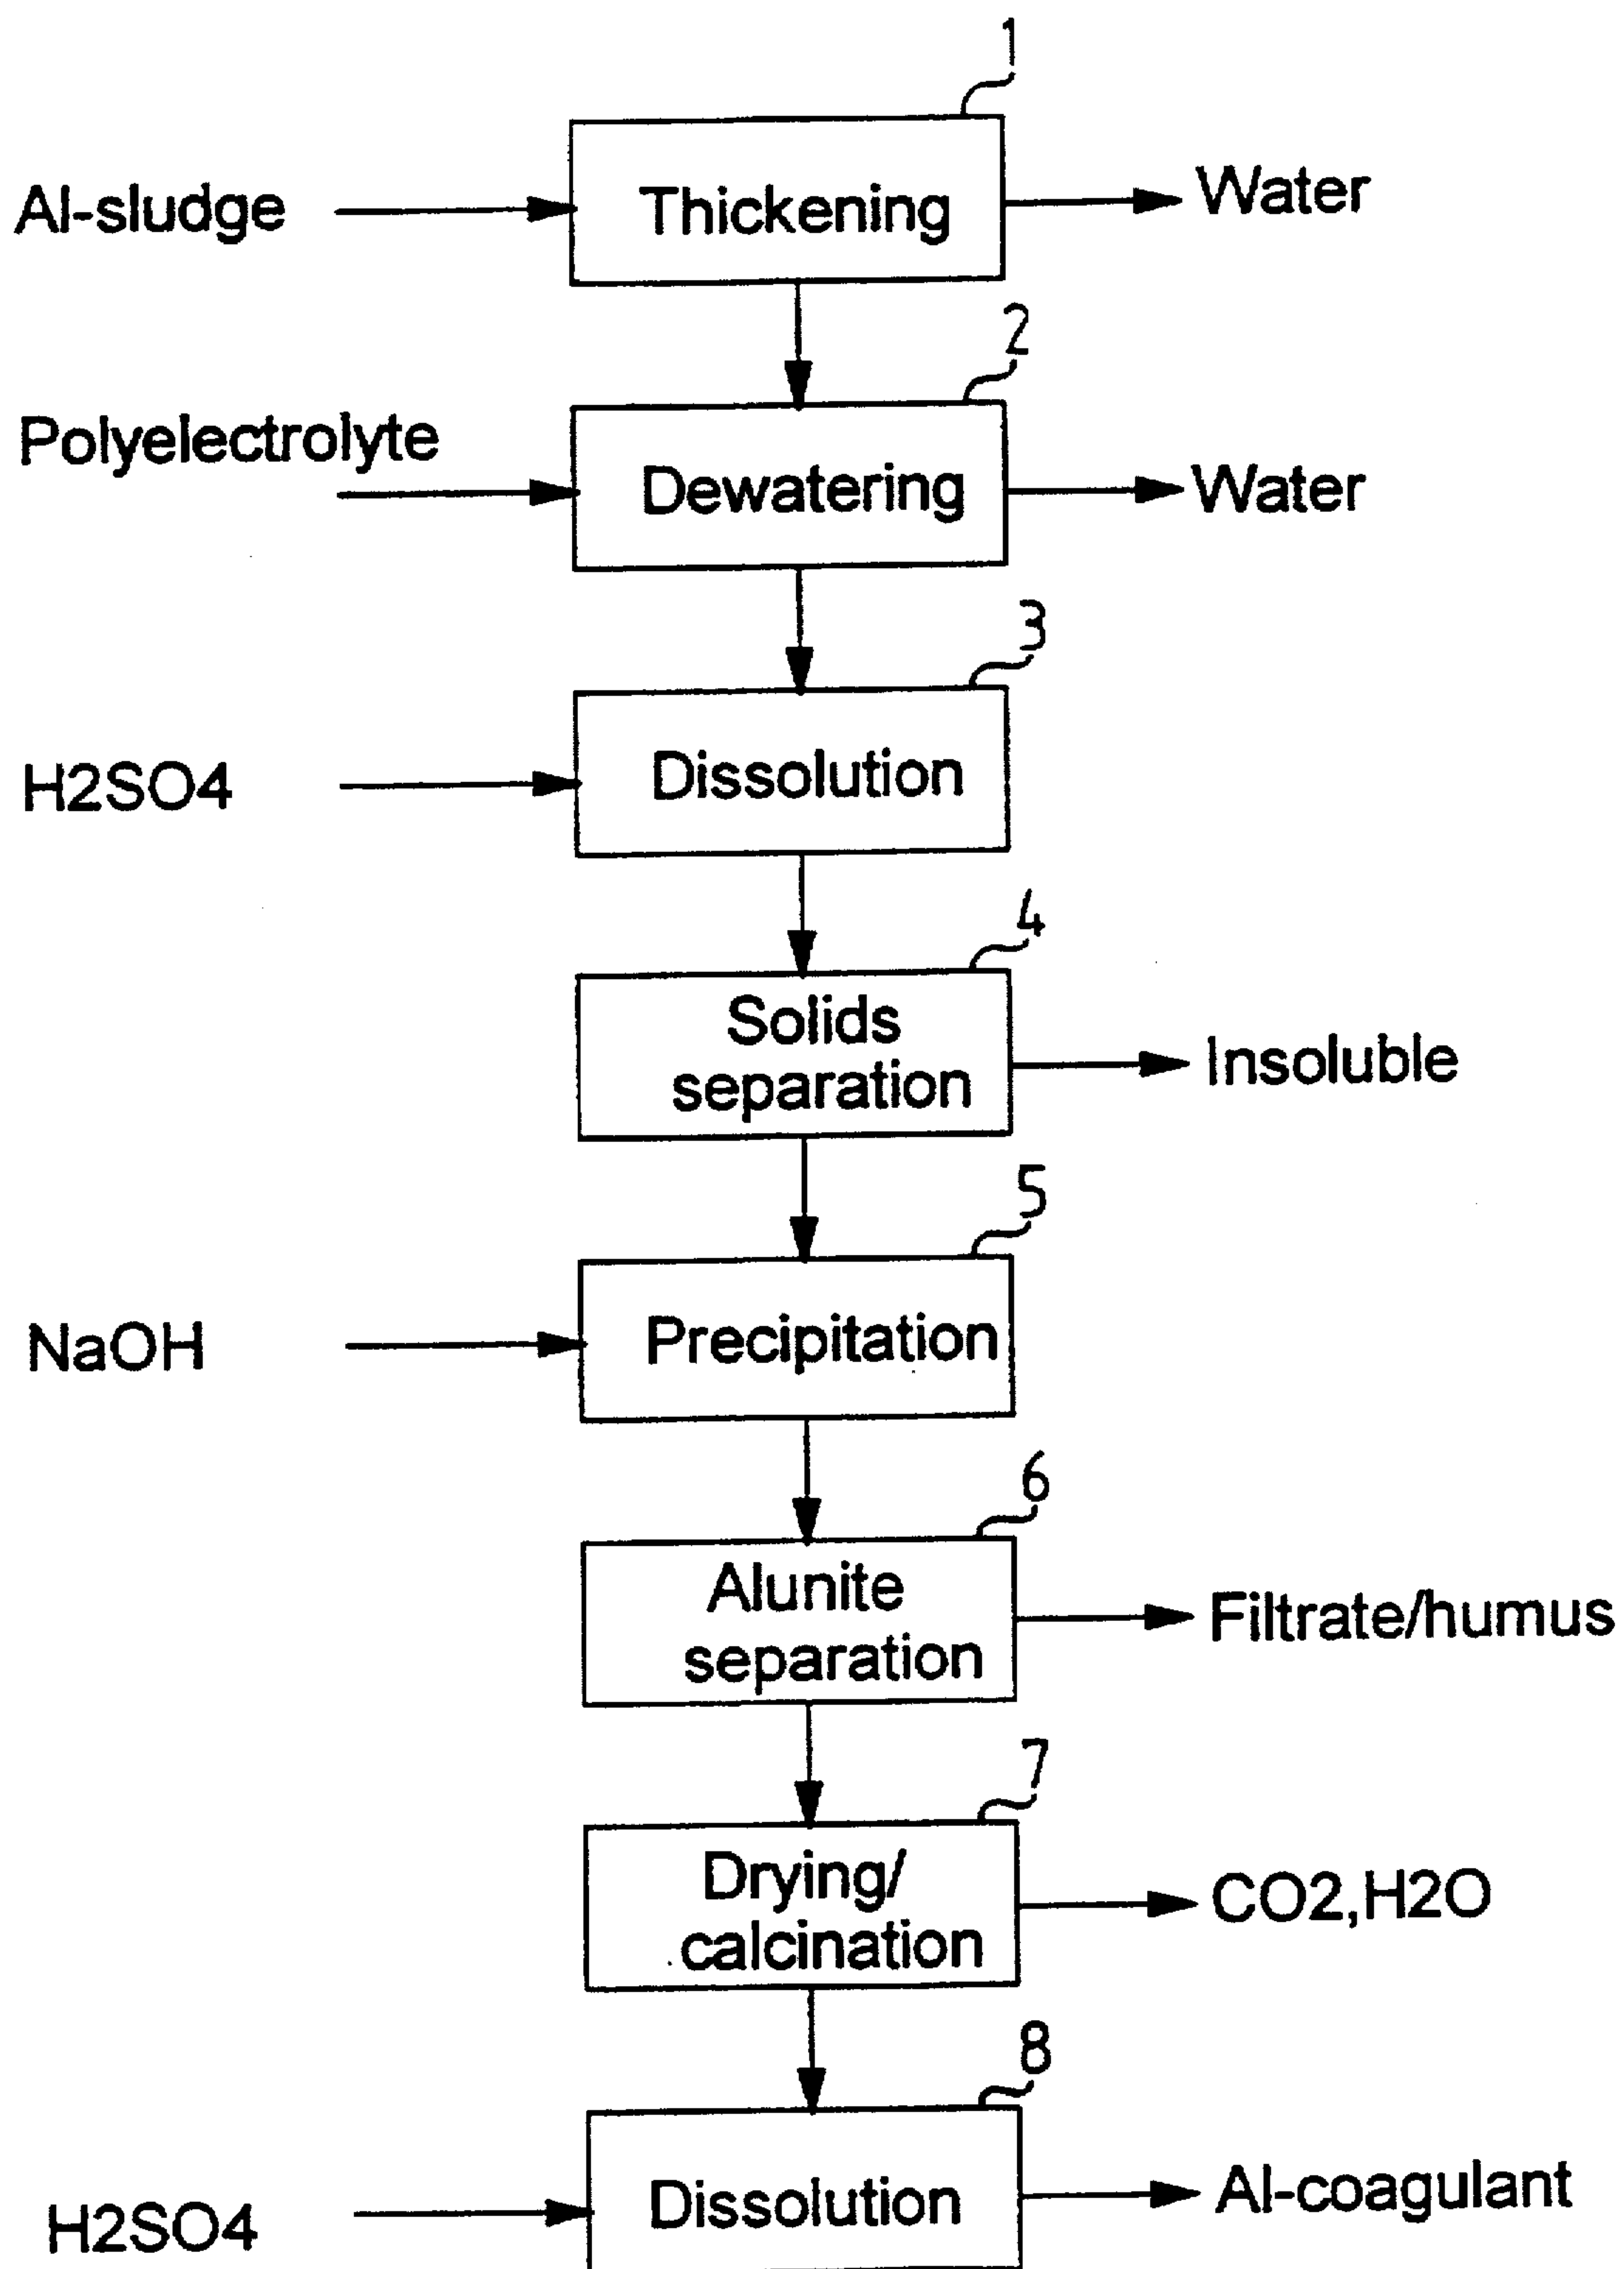 1
Al-sludge
Thickening
Water
2
Polyelectrolyte
Dewatering
Water
3
H2SO4
Dissolution
4
Solids
separation
Insoluble
5
NaOH
Precipitation
6
Alunite
separation
Filtrate/humus
7
Drying/
calcination
CO2,H2O
8
H2SO4
Dissolution
Al-coagulant